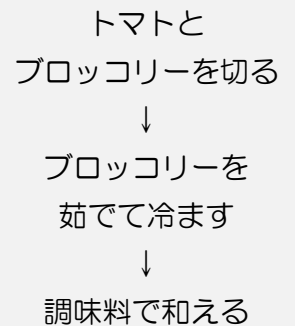 トマトと
ブロッコリーを切る
↓
ブロッコリーを
茹でて冷ます
↓
調味料で和える